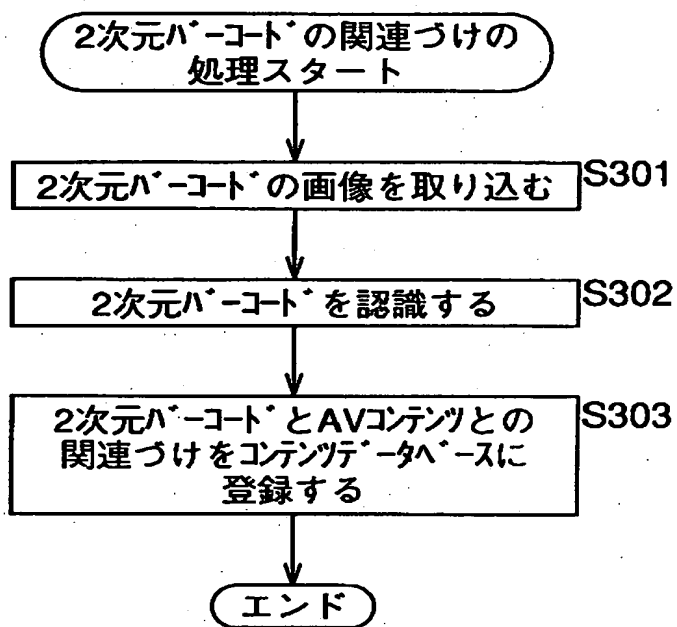 2次元ﾊﾞｰｺｰﾄﾞの関連づけの
処理スタート
2次元ﾊﾞｰｺｰﾄﾞの画像を取り込む
S301
2次元ﾊﾞｰｺｰﾄﾞを認識する
S302
2次元ﾊﾞｰｺｰﾄﾞとAVｺﾝﾃﾝﾂとの
関連づけをｺﾝﾃﾝﾂﾃﾞｰﾀﾍﾞｰｽに
登録する
S303
エンド